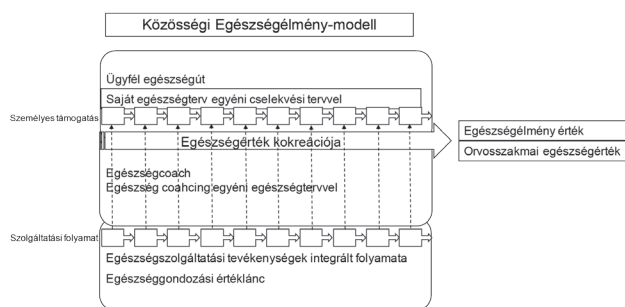 Közösségi Egészségélmény-modell
Ügyfél egészségút
Saját egészségterv egyéni cselekvési tervvel
Személyes támogatás
Egészségérték kokreációja
Egészségélmény érték
Orvosszakmai egészségérték
Egészségcoach
Egészség coahcing egyéni egészségtervvel
Szolgáltatási folyamat
Egészségszolgáltatási tevékenységek integrált folyamata
Egészséggondozási értéklánc